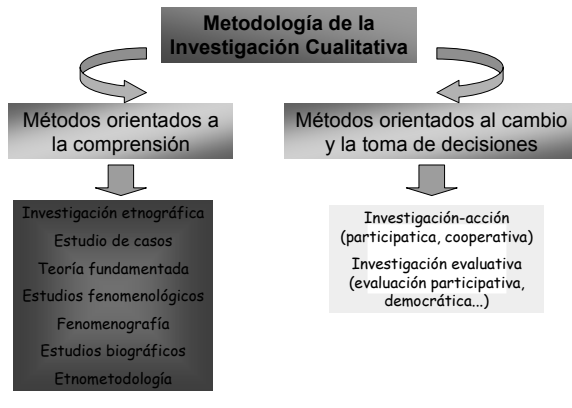 Metodología de la
Investigación Cualitativa
Métodos orientados a
la comprensión
Métodos orientados al cambio
y la toma de decisiones
Investigación etnográfica
Estudio de casos
Teoría fundamentada
Estudios fenomenológicos
Fenomenografía
Estudios biográficos
Etnometodología
Investigación-acción
(participatica, cooperativa)
Investigación evaluativa
(evaluación participativa,
democrática...)